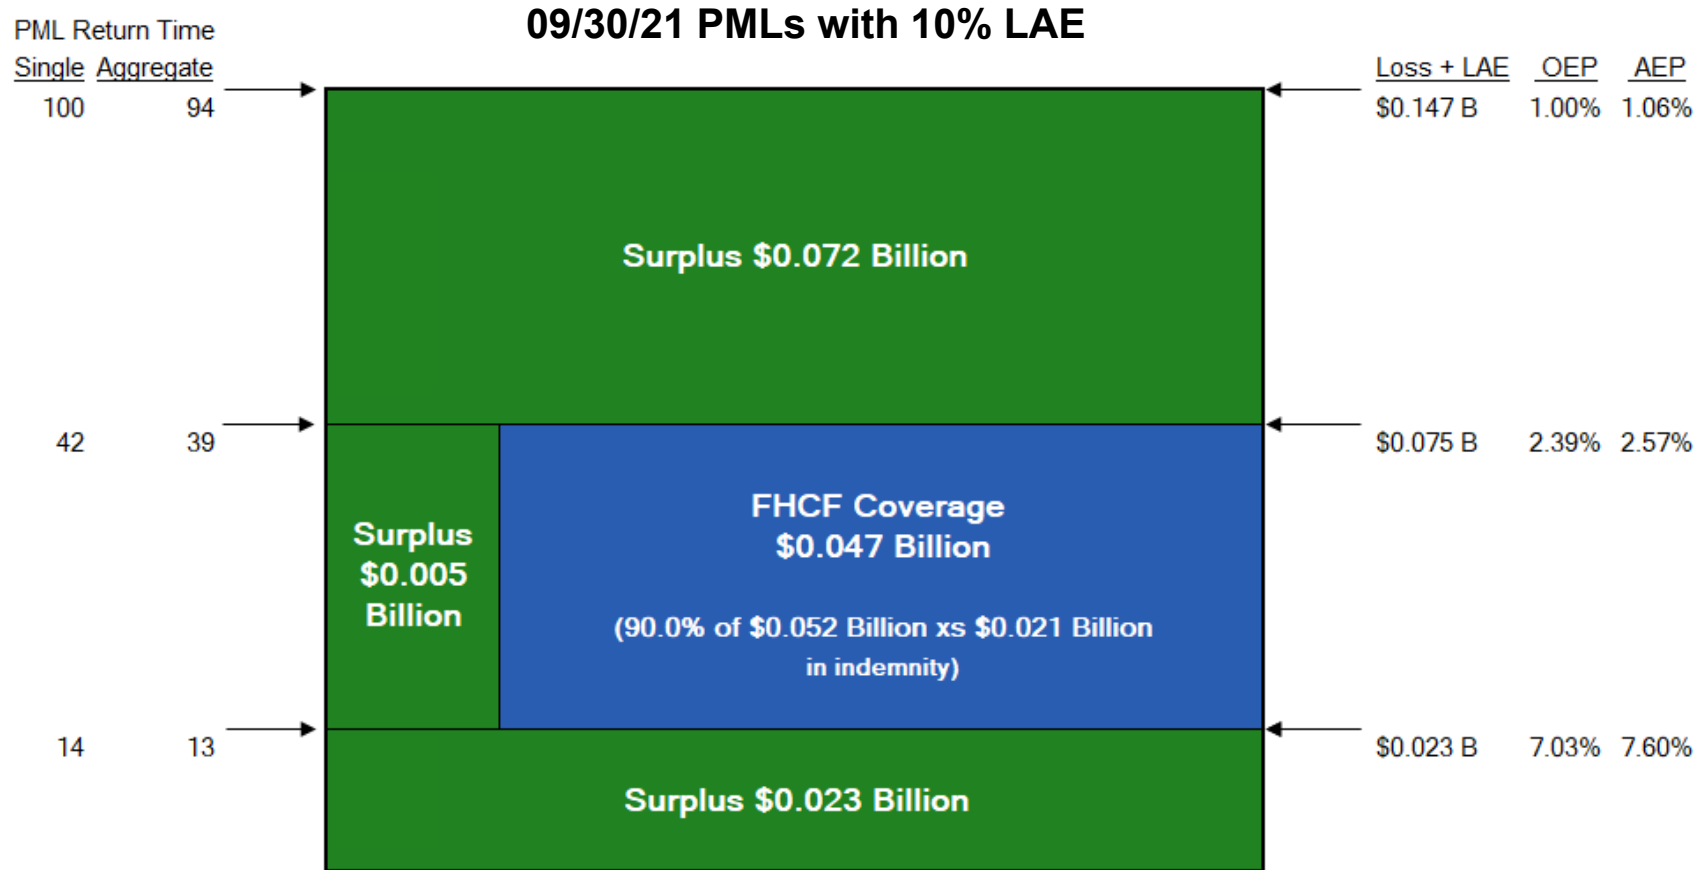 09/30/21 PMLs with 10% LAE
PML Return Time
Single Aggregate
Loss + LAE OEP AEP
100 94
$0.147 B 1.00% 1.06%
Surplus $0.072 Billion
42 39
$0.075 B 2.39% 2.57%
Surplus
$0.005
Billion
FHCF Coverage
$0.047 Billion
(90.0% of $0.052 Billion xs $0.021 Billion
in indemnity)
14 13
$0.023 B 7.03% 7.60%
Surplus $0.023 Billion